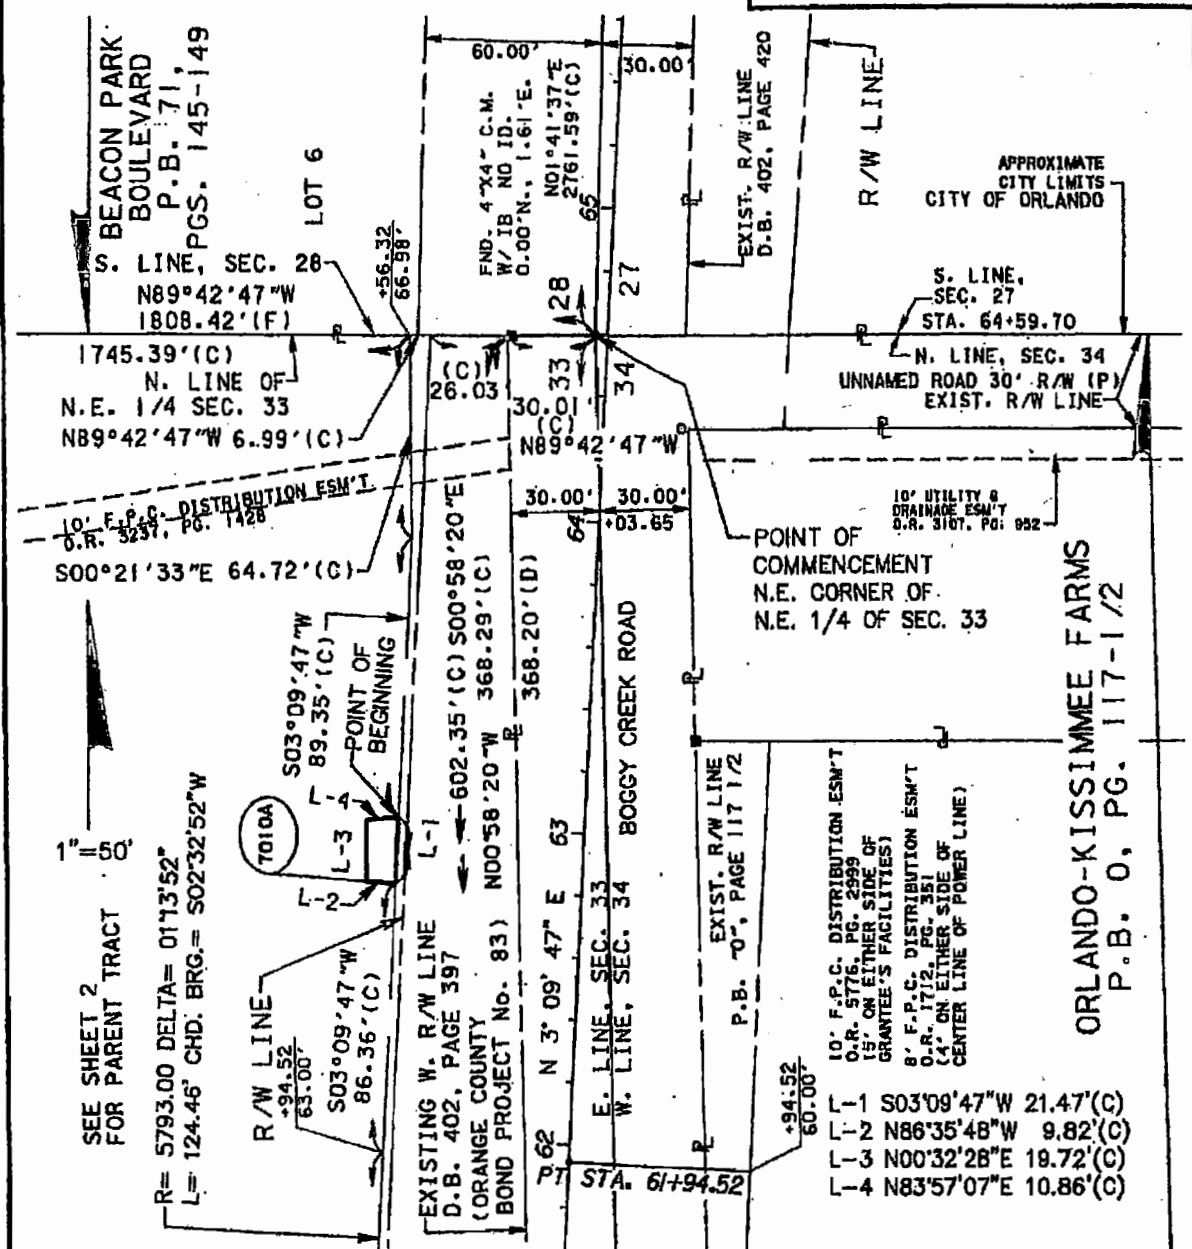 BEACON PARK
BOULEVARD
P.B. 71,
PGS. 145-149
LOT 6
60.00'
30.00'
FND. 4"X4" C.M.
W/ IB NO ID.
0.00'N., 1.61'E.
N01°41'37"E
2761.59'(C)
65
EXIST. R/W LINE
D.B. 402, PAGE 420
R/W LINE
APPROXIMATE
CITY LIMITS
CITY OF ORLANDO
S. LINE, SEC. 28
N89°42'47"W
1808.42'(F)
+56.32
66.98'
28
27
S. LINE,
SEC. 27
STA. 64+59.70
1745.39'(C)
N. LINE OF
N.E. 1/4 SEC. 33
N89°42'47"W 6.99'(C)
(C)
26.03
33
34
30.01'
(C)
N89°42'47"W
N. LINE, SEC. 34
UNNAMED ROAD 30' R/W (P)
EXIST. R/W LINE
10' F.P.C. DISTRIBUTION ESM'T
O.R. 3237, PG. 1428
S00°21'33"E 64.72'(C)
30.00'
30.00'
+03.65
64
10' UTILITY &
DRAINAGE ESM'T
O.R. 3107, PG. 952
POINT OF
COMMENCEMENT
N.E. CORNER OF
N.E. 1/4 OF SEC. 33
S03°09'47"W
89.35'(C)
POINT OF
BEGINNING
602.35'(C) S00°58'20"E
N00°58'20"W 368.29'(C)
368.20'(D)
BOGGY CREEK ROAD
ORLANDO-KISSIMMEE FARMS
P.B. O, PG. 117-1/2
1"=50'
7010A
L-4
L-3
L-2
L-1
63
N 3° 09' 47" E
SEE SHEET 2
FOR PARENT TRACT
R= 5793.00 DELTA= 01°13'52"
L= 124.46' CHD. BRG.= S02°32'52"W
R/W LINE
+94.52
63.00'
S03°09'47"W
86.36'(C)
EXISTING W. R/W LINE
D.B. 402, PAGE 397
(ORANGE COUNTY
BOND PROJECT No. 83)
E. LINE, SEC. 33
W. LINE, SEC. 34
EXIST. R/W LINE
P.B. "O", PAGE 117 1/2
10' F.P.C. DISTRIBUTION ESM'T
O.R. 5776, PG. 2999
(5' ON EITHER SIDE OF
GRANTEE'S FACILITIES)
8' F.P.C. DISTRIBUTION ESM'T
O.R. 1712, PG. 351
(4' ON EITHER SIDE OF
CENTER LINE OF POWER LINE)
62
PT STA. 61+94.52
+94.52
60.00'
L-1 S03°09'47"W 21.47'(C)
L-2 N86°35'48"W 9.82'(C)
L-3 N00°32'28"E 19.72'(C)
L-4 N83°57'07"E 10.86'(C)